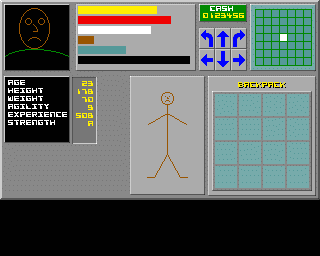 CASH
0123456
AGE 23
HEIGHT 178
WEIGHT 70
AGILITY 9
EXPERIENCE 508
STRENGTH 8
BACKPACK